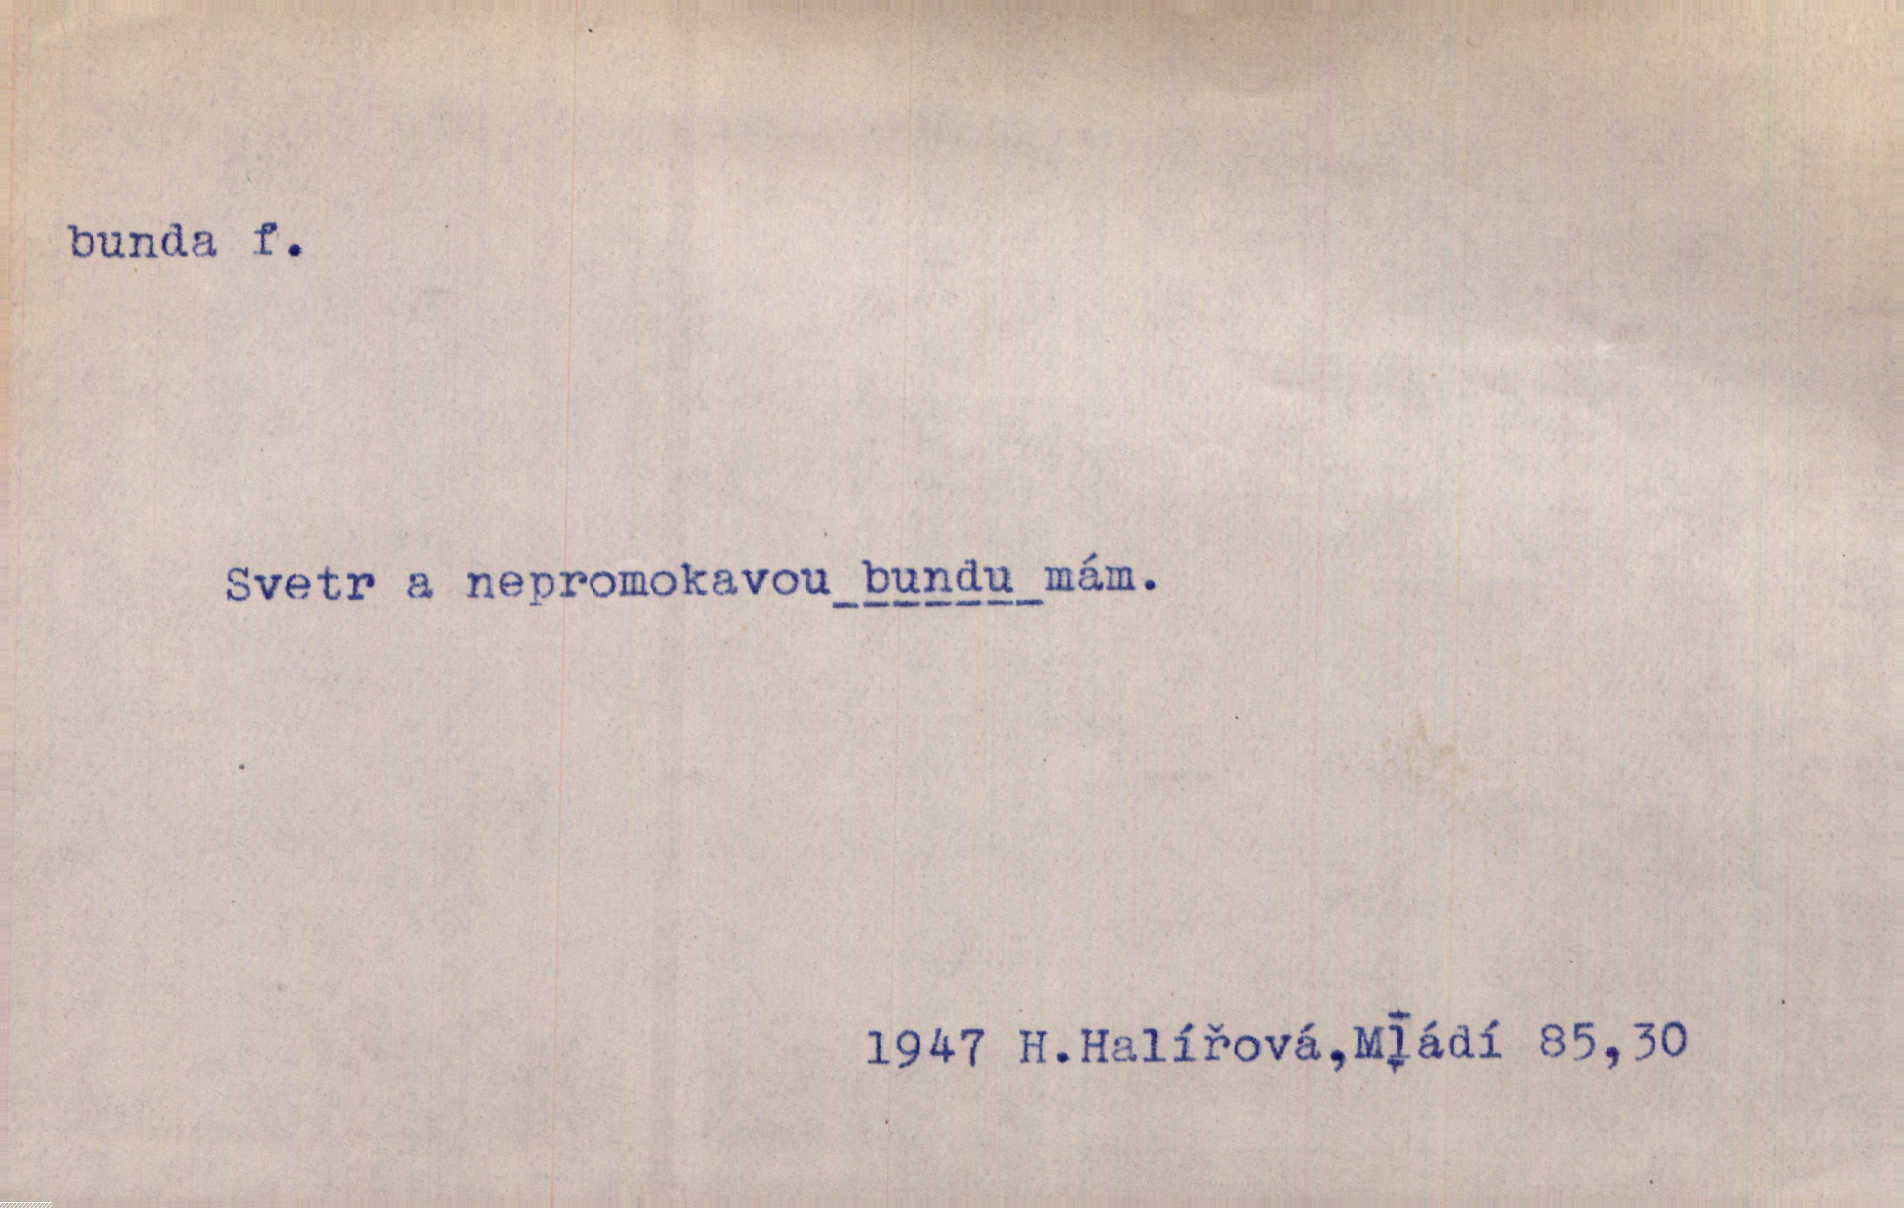 bunda f.
Svetr a nepromokavou bundu mám.
1947 H.Halířová,Mládí 85,30